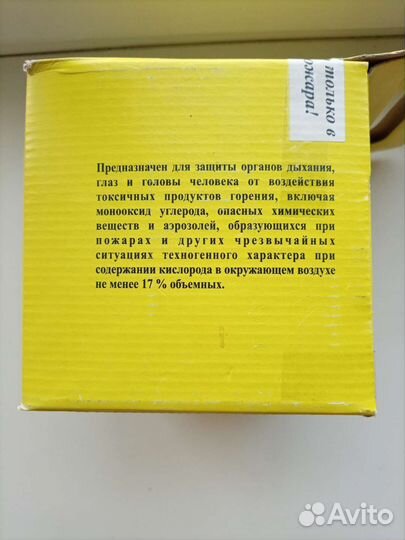 только в
пожара!
Предназначен для защиты органов дыхания,
глаз и головы человека от воздействия
токсичных продуктов горения, включая
монооксид углерода, опасных химических
веществ и аэрозолей, образующихся при
пожарах и других чрезвычайных
ситуациях техногенного характера при
содержании кислорода в окружающем воздухе
не менее 17 % объемных.
Avito